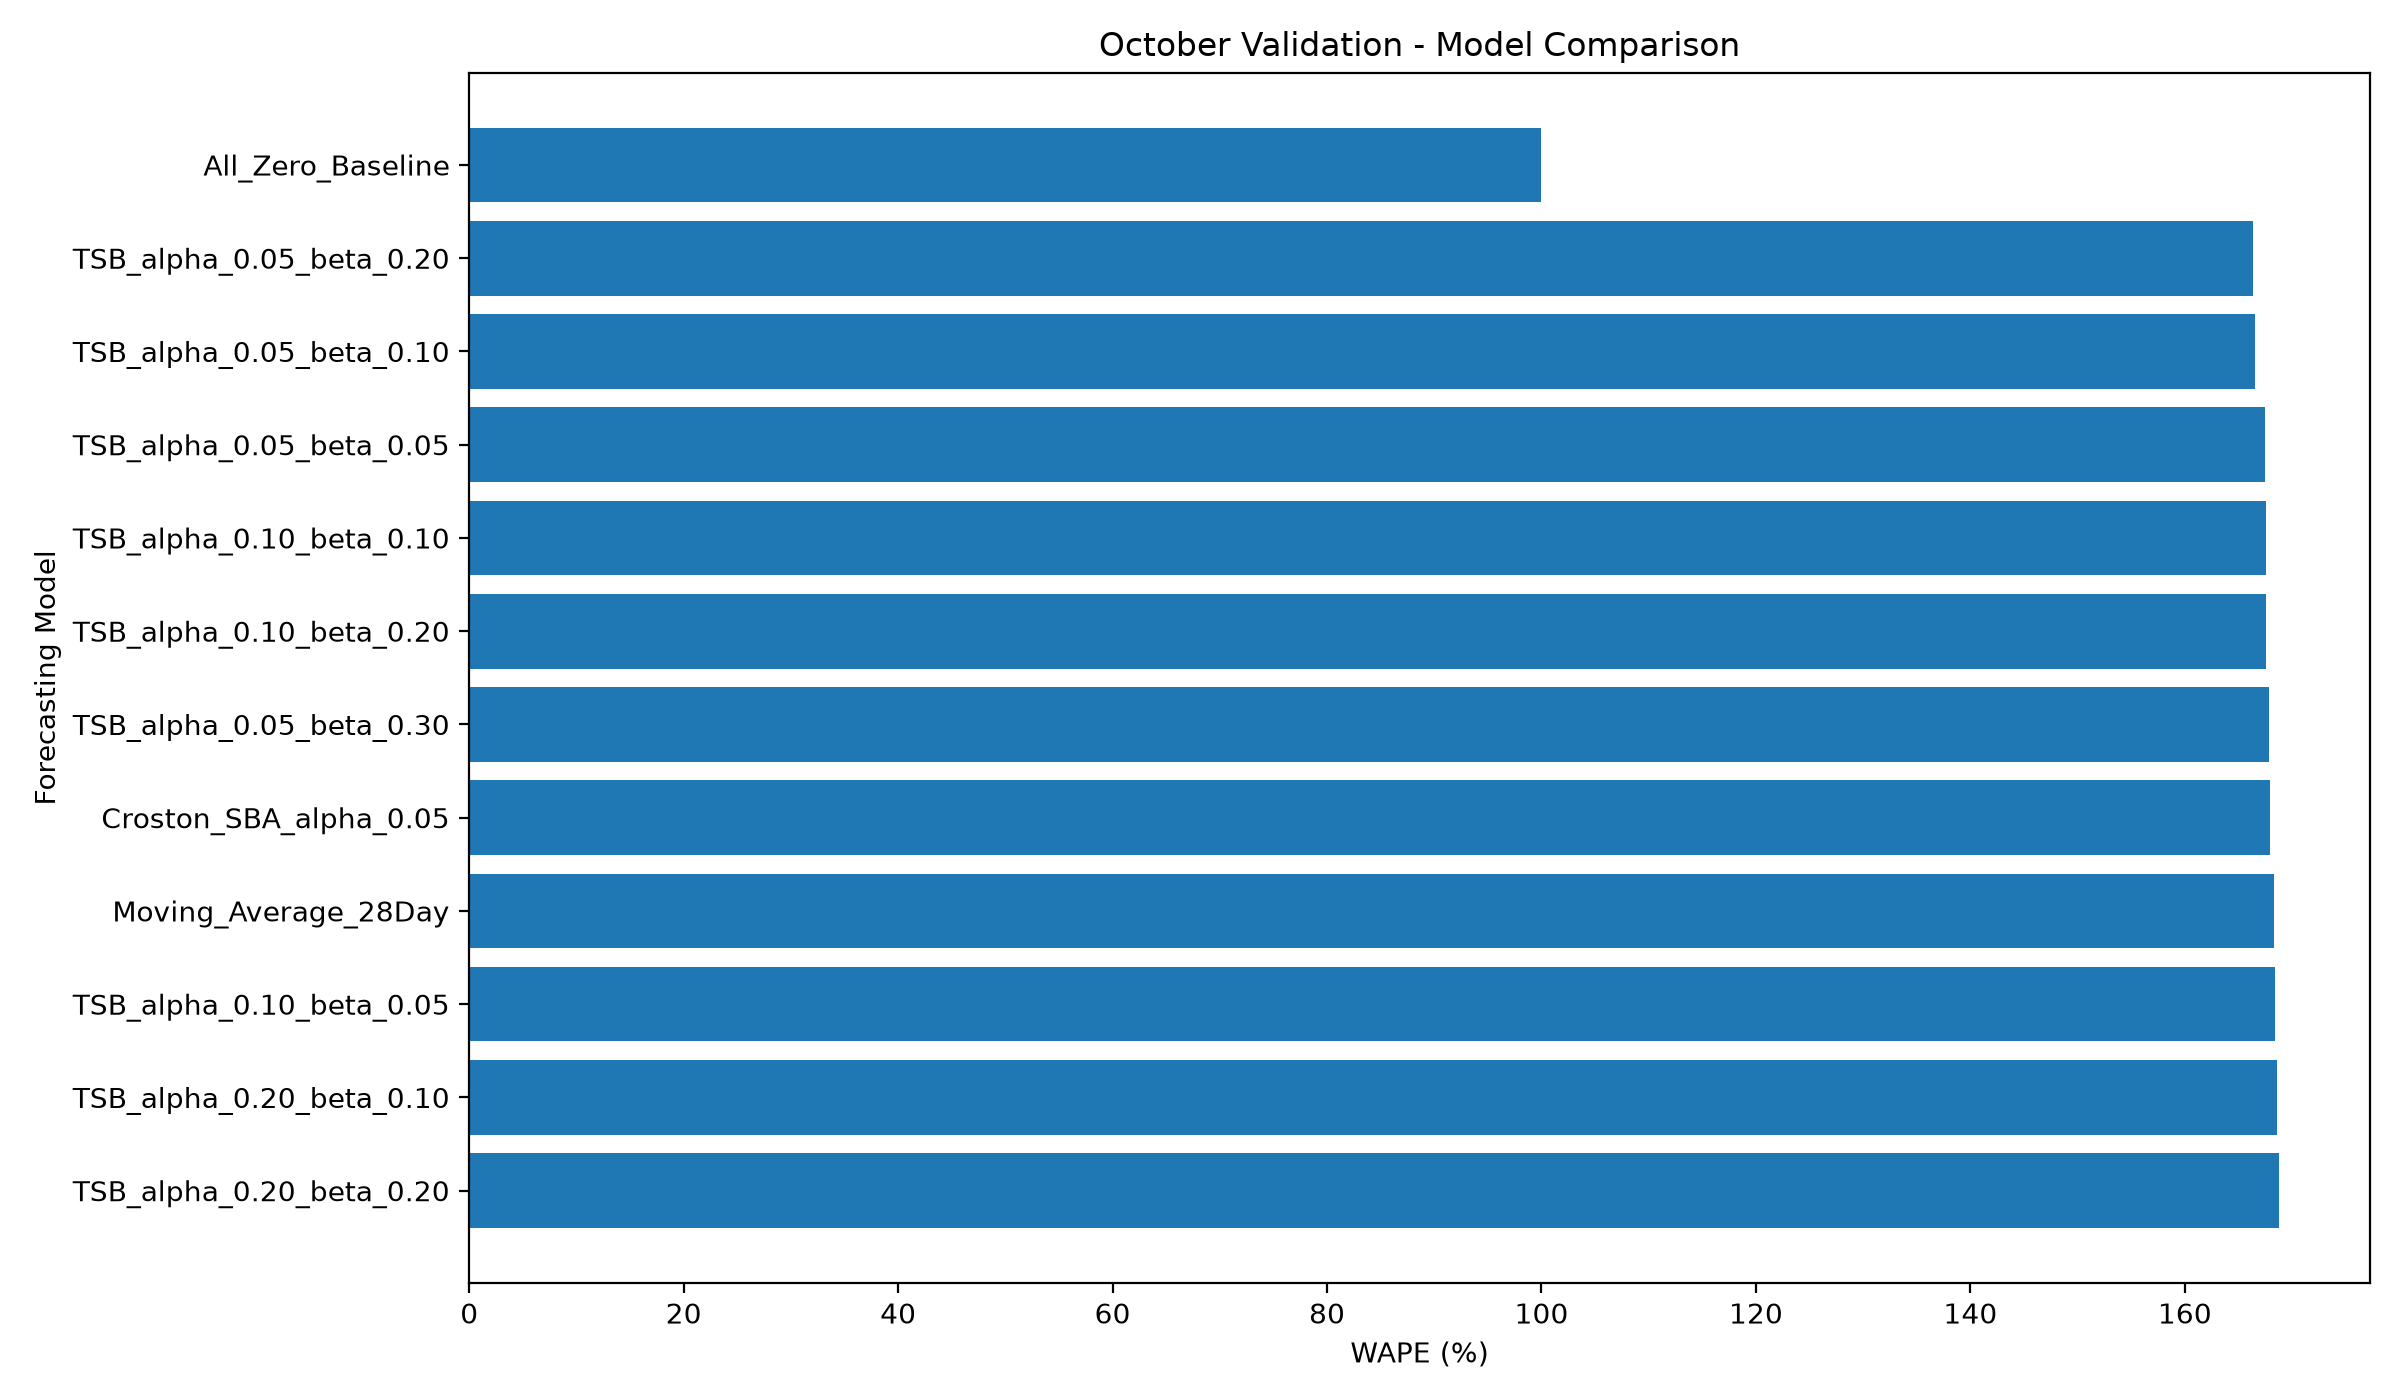 October Validation - Model Comparison
Forecasting Model
All_Zero_Baseline
TSB_alpha_0.05_beta_0.20
TSB_alpha_0.05_beta_0.10
TSB_alpha_0.05_beta_0.05
TSB_alpha_0.10_beta_0.10
TSB_alpha_0.10_beta_0.20
TSB_alpha_0.05_beta_0.30
Croston_SBA_alpha_0.05
Moving_Average_28Day
TSB_alpha_0.10_beta_0.05
TSB_alpha_0.20_beta_0.10
TSB_alpha_0.20_beta_0.20
0 20 40 60 80 100 120 140 160
WAPE (%)